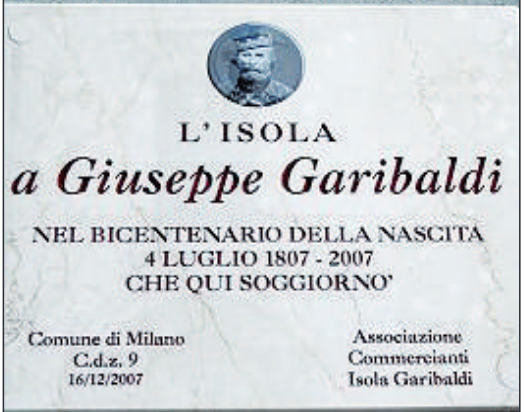 L'ISOLA
a Giuseppe Garibaldi
NEL BICENTENARIO DELLA NASCITA
4 LUGLIO 1807 - 2007
CHE QUI SOGGIORNO'
Comune di Milano
C.d.z. 9
16/12/2007
Associazione
Commercianti
Isola Garibaldi